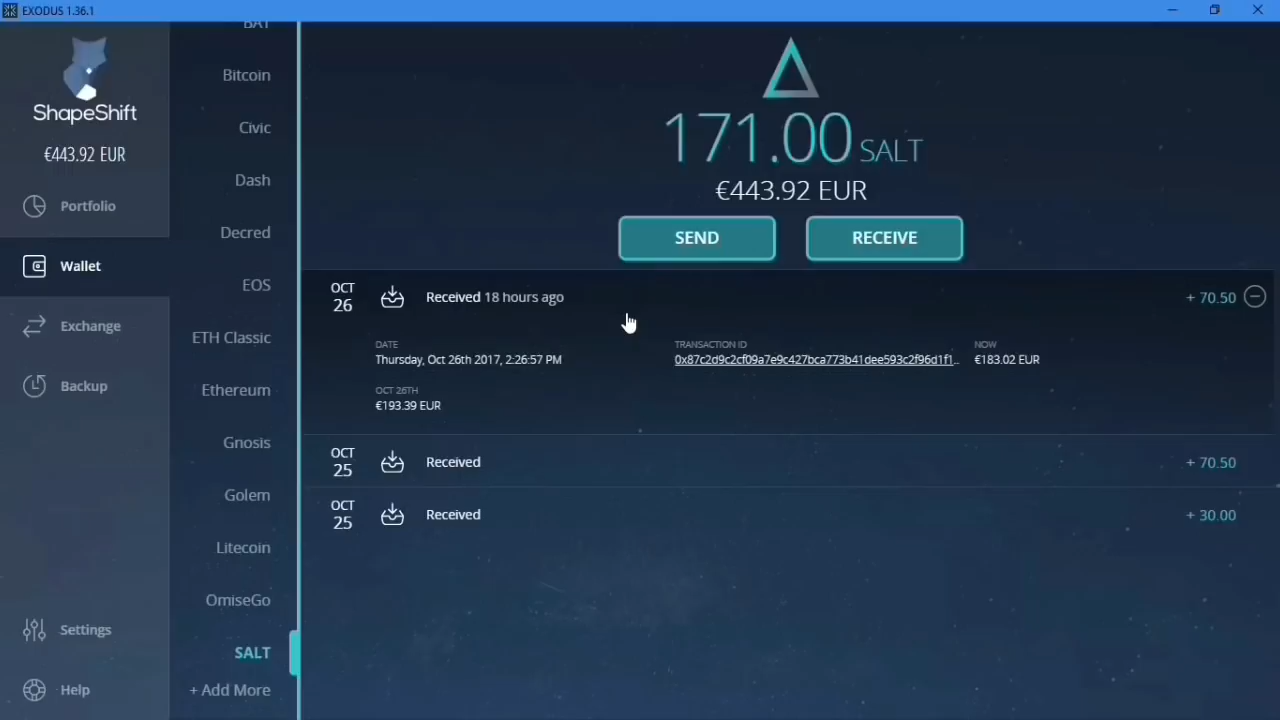 EXODUS 1.36.1
ShapeShift
€443.92 EUR
Portfolio
Wallet
Exchange
Backup
Settings
Help
BAT
Bitcoin
Civic
Dash
Decred
EOS
ETH Classic
Ethereum
Gnosis
Golem
Litecoin
OmiseGo
SALT
+ Add More
171.00 SALT
€443.92 EUR
SEND RECEIVE
OCT 26 Received 18 hours ago + 70.50
DATE TRANSACTION ID NOW
Thursday, Oct 26th 2017, 2:26:57 PM 0x87c2d9c2cf09a7e9c427bca773b41dee593c2f96d1f1... €183.02 EUR
OCT 26TH
€193.39 EUR
OCT 25 Received + 70.50
OCT 25 Received + 30.00